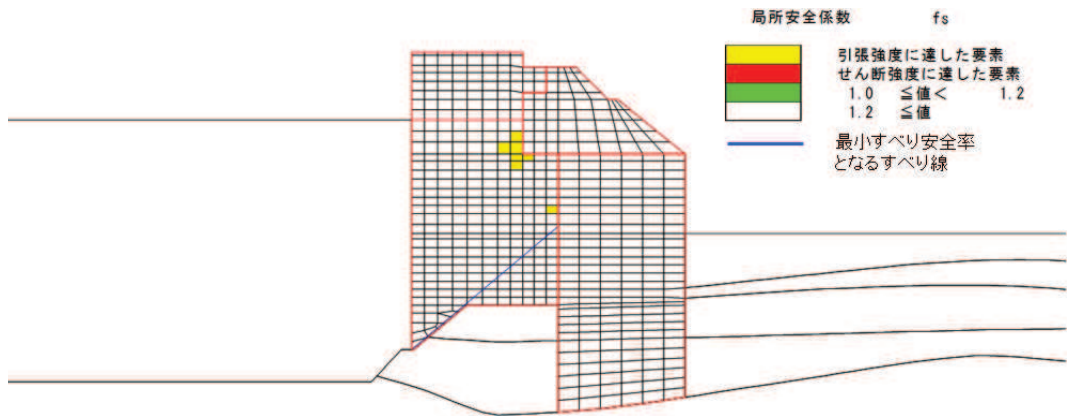 局所安全係数 fs
引張強度に達した要素
せん断強度に達した要素
1.0 ≦値< 1.2
1.2 ≦値
最小すべり安全率
となるすべり線